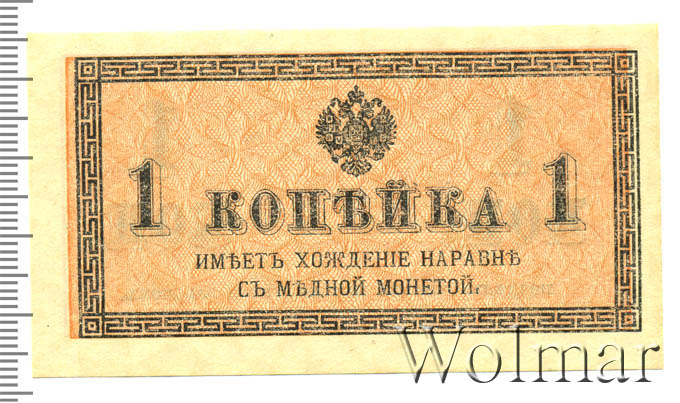 1 КОПѢЙКА 1
ИМѢЕТЪ ХОЖДЕНІЕ НАРАВНѢ
СЪ МѢДНОЙ МОНЕТОЙ.
Wolmar